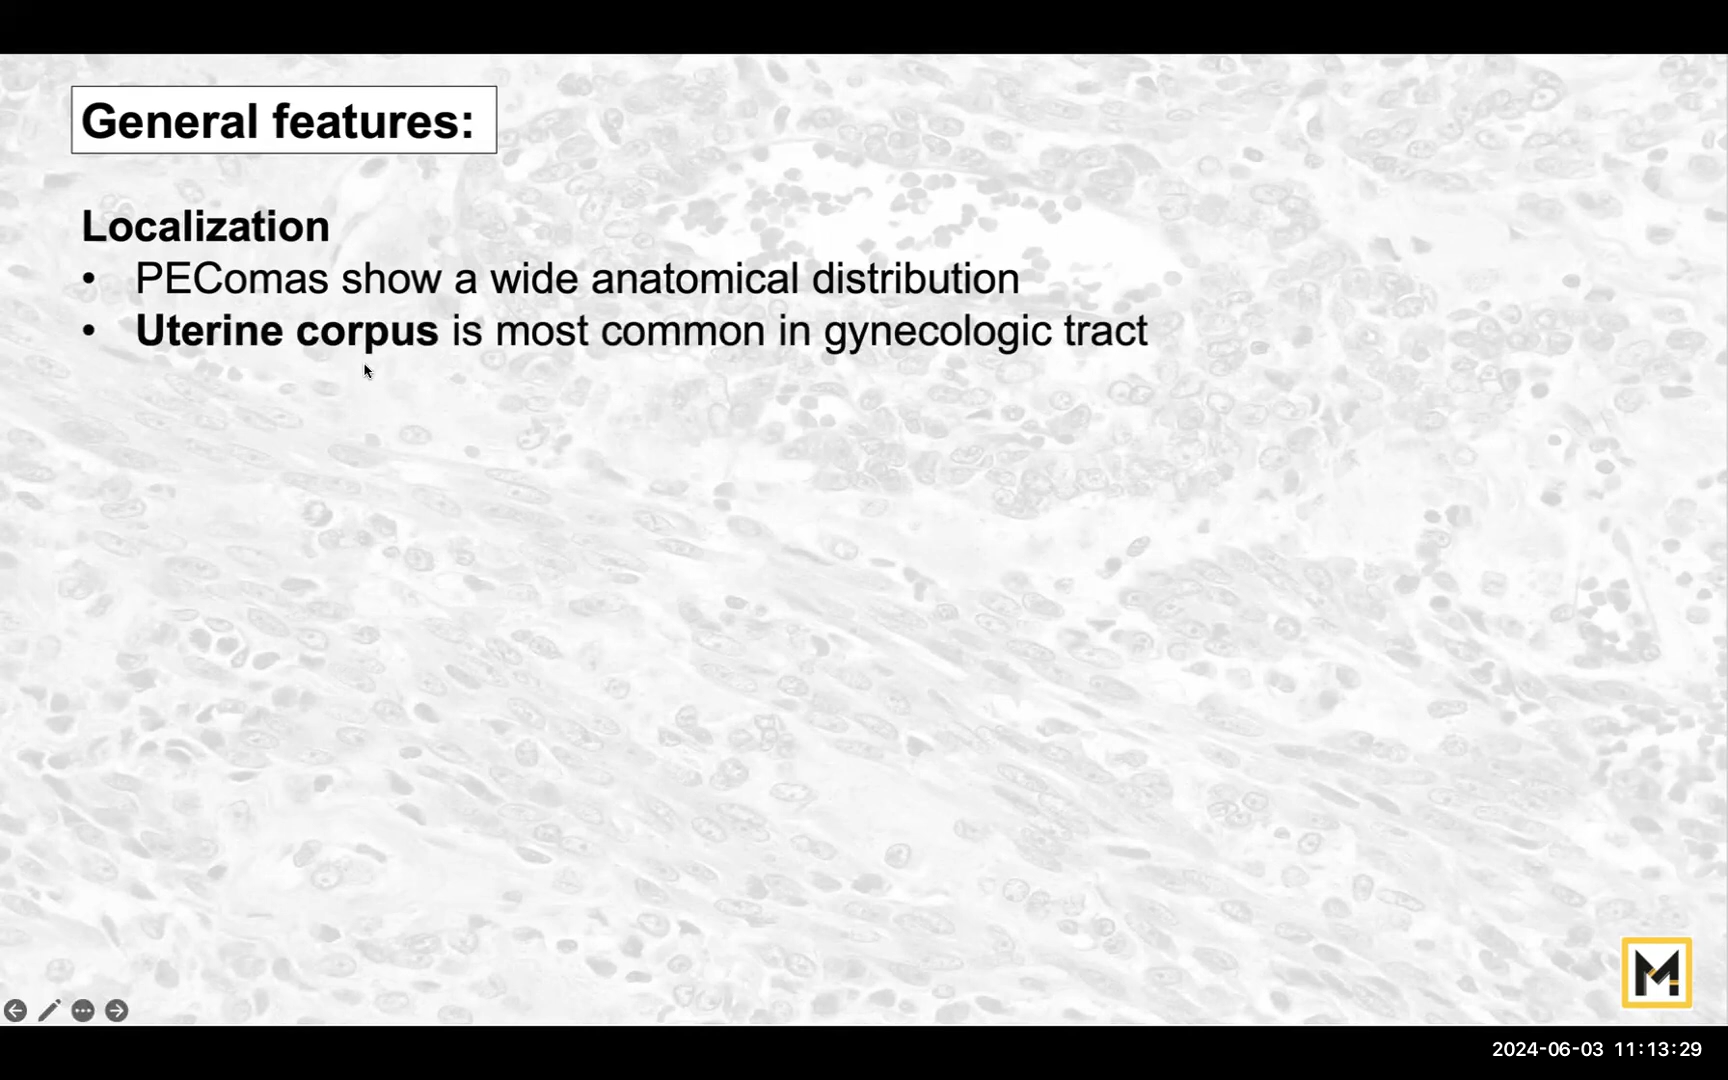 General features:
Localization
• PEComas show a wide anatomical distribution
• Uterine corpus is most common in gynecologic tract
M
2024-06-03 11:13:29